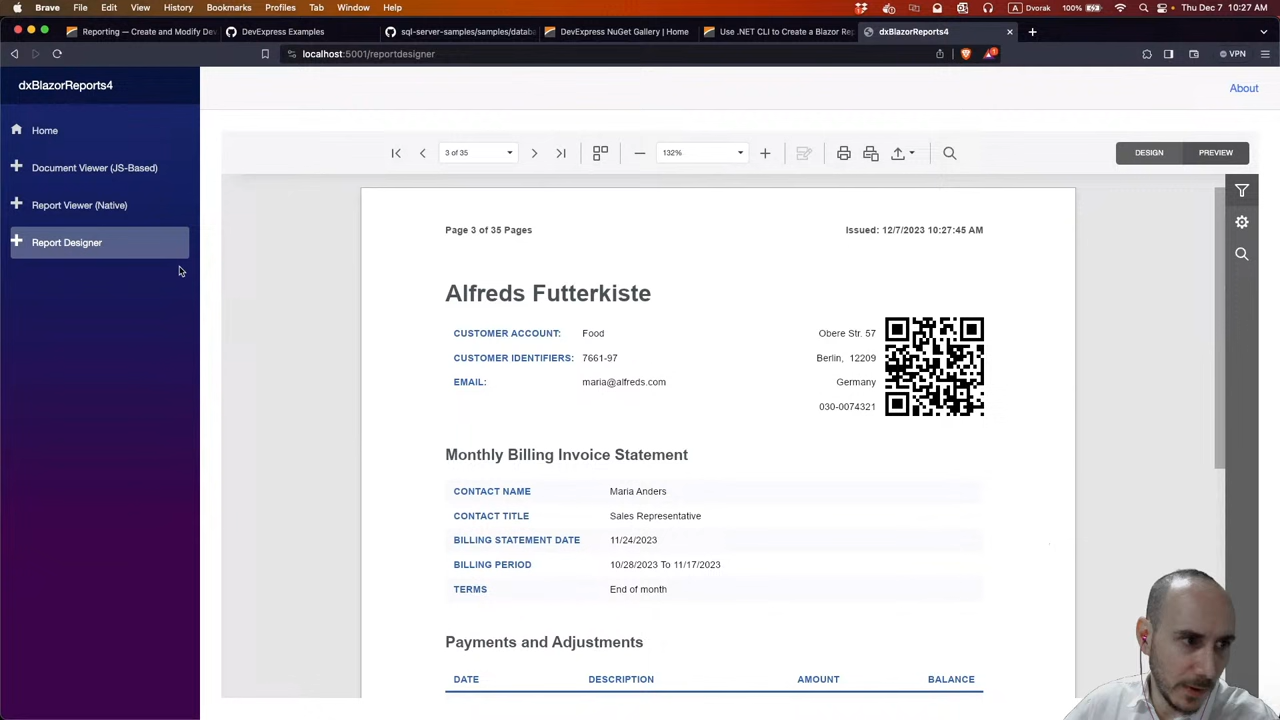 Brave File Edit View History Bookmarks Profiles Tab Window Help Dvorak 100% Thu Dec 7 10:27 AM
Reporting — Create and Modify Dev
DevExpress Examples
sql-server-samples/samples/databa
DevExpress NuGet Gallery | Home
Use .NET CLI to Create a Blazor Rep
dxBlazorReports4
localhost:5001/reportdesigner
VPN
dxBlazorReports4
About
Home
Document Viewer (JS-Based)
Report Viewer (Native)
Report Designer
3 of 35
132%
DESIGN
PREVIEW
Page 3 of 35 Pages
Issued: 12/7/2023 10:27:45 AM
Alfreds Futterkiste
CUSTOMER ACCOUNT: Food
CUSTOMER IDENTIFIERS: 7661-97
EMAIL: maria@alfreds.com
Obere Str. 57
Berlin, 12209
Germany
030-0074321
Monthly Billing Invoice Statement
CONTACT NAME Maria Anders
CONTACT TITLE Sales Representative
BILLING STATEMENT DATE 11/24/2023
BILLING PERIOD 10/28/2023 To 11/17/2023
TERMS End of month
Payments and Adjustments
DATE DESCRIPTION AMOUNT BALANCE